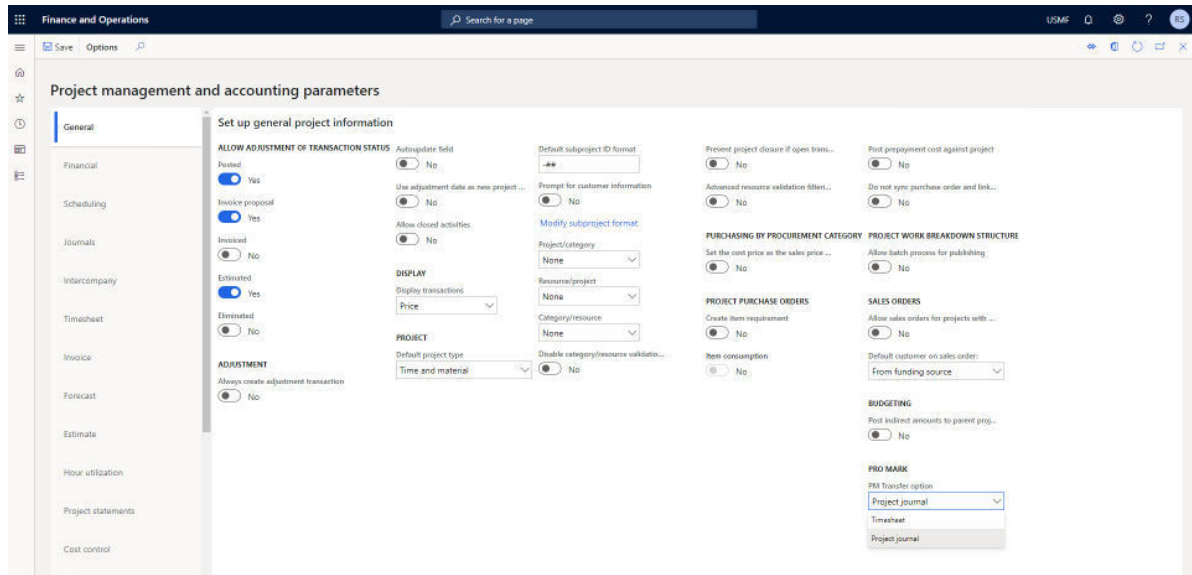 Finance and Operations
Search for a page
USMF
?
RS
Save Options
Project management and accounting parameters
General
Financial
Scheduling
Journals
Intercompany
Timesheet
Invoice
Forecast
Estimate
Hour utilization
Project statements
Cost control
Set up general project information
ALLOW ADJUSTMENT OF TRANSACTION STATUS
Posted
Yes
Invoice proposal
Yes
Invoiced
No
Estimated
Yes
Eliminated
No
ADJUSTMENT
Always create adjustment transaction
No
Autoupdate field
No
Use adjustment date as new project ...
No
Allow closed activities
No
DISPLAY
Display transactions
Price
PROJECT
Default project type
Time and material
Default subproject ID format
-##
Prompt for customer information
No
Modify subproject format
Project/category
None
Resource/project
None
Category/resource
None
Disable category/resource validatio...
No
Prevent project closure if open trans...
No
Advanced resource validation filteri...
No
PURCHASING BY PROCUREMENT CATEGORY
Set the cost price as the sales price ...
No
PROJECT PURCHASE ORDERS
Create item requirement
No
Item consumption
No
Post prepayment cost against project
No
Do not sync purchase order and link...
No
PROJECT WORK BREAKDOWN STRUCTURE
Allow batch process for publishing
No
SALES ORDERS
Allow sales orders for projects with ...
No
Default customer on sales order:
From funding source
BUDGETING
Post indirect amounts to parent proj...
No
PRO MARK
PM Transfer option
Project journal
Timesheet
Project journal